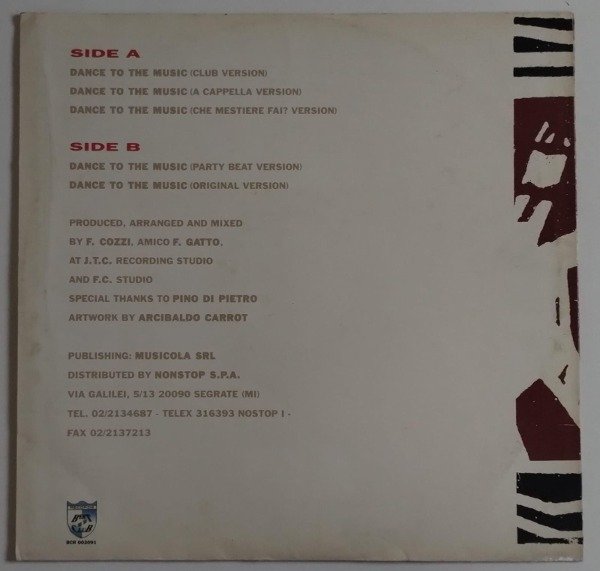 SIDE A
DANCE TO THE MUSIC (CLUB VERSION)
DANCE TO THE MUSIC (A CAPPELLA VERSION)
DANCE TO THE MUSIC (CHE MESTIERE FAI? VERSION)
SIDE B
DANCE TO THE MUSIC (PARTY BEAT VERSION)
DANCE TO THE MUSIC (ORIGINAL VERSION)
PRODUCED, ARRANGED AND MIXED
BY F. COZZI, AMICO F. GATTO.
AT J.T.C. RECORDING STUDIO
AND F.C. STUDIO
SPECIAL THANKS TO PINO DI PIETRO
ARTWORK BY ARCIBALDO CARROT
PUBLISHING: MUSICOLA SRL
DISTRIBUTED BY NONSTOP S.P.A.
VIA GALILEI, 5/13 20090 SEGRATE (MI)
TEL. 02/2134687 - TELEX 316393 NOSTOP I -
FAX 02/2137213